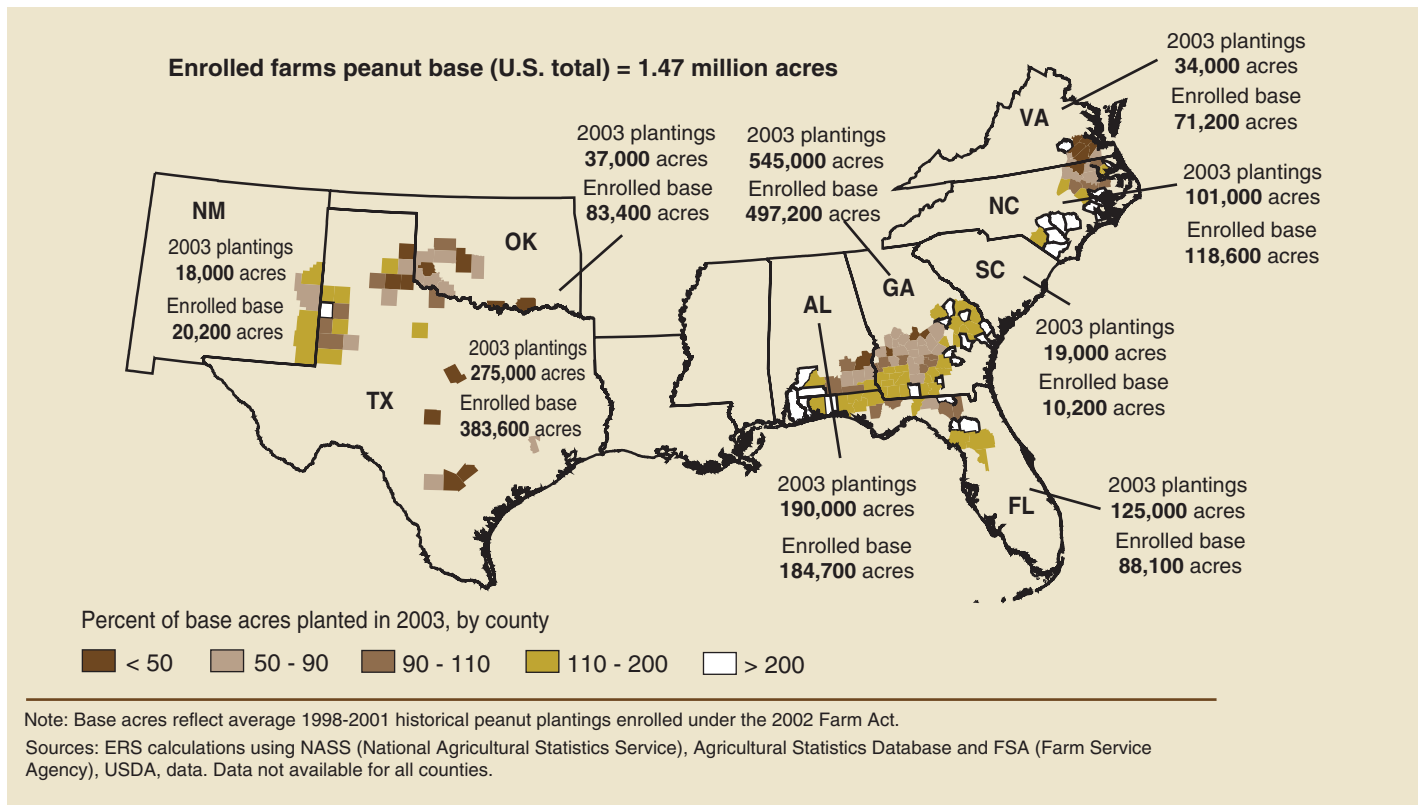 Enrolled farms peanut base (U.S. total) = 1.47 million acres
2003 plantings
34,000 acres
Enrolled base
71,200 acres
VA
2003 plantings
37,000 acres
Enrolled base
83,400 acres
2003 plantings
545,000 acres
Enrolled base
497,200 acres
2003 plantings
101,000 acres
Enrolled base
118,600 acres
NM
2003 plantings
18,000 acres
Enrolled base
20,200 acres
OK
NC
SC
GA
AL
2003 plantings
275,000 acres
Enrolled base
383,600 acres
TX
2003 plantings
19,000 acres
Enrolled base
10,200 acres
2003 plantings
190,000 acres
Enrolled base
184,700 acres
FL
2003 plantings
125,000 acres
Enrolled base
88,100 acres
Percent of base acres planted in 2003, by county
< 50
50 - 90
90 - 110
110 - 200
> 200
Note: Base acres reflect average 1998-2001 historical peanut plantings enrolled under the 2002 Farm Act.
Sources: ERS calculations using NASS (National Agricultural Statistics Service), Agricultural Statistics Database and FSA (Farm Service
Agency), USDA, data. Data not available for all counties.